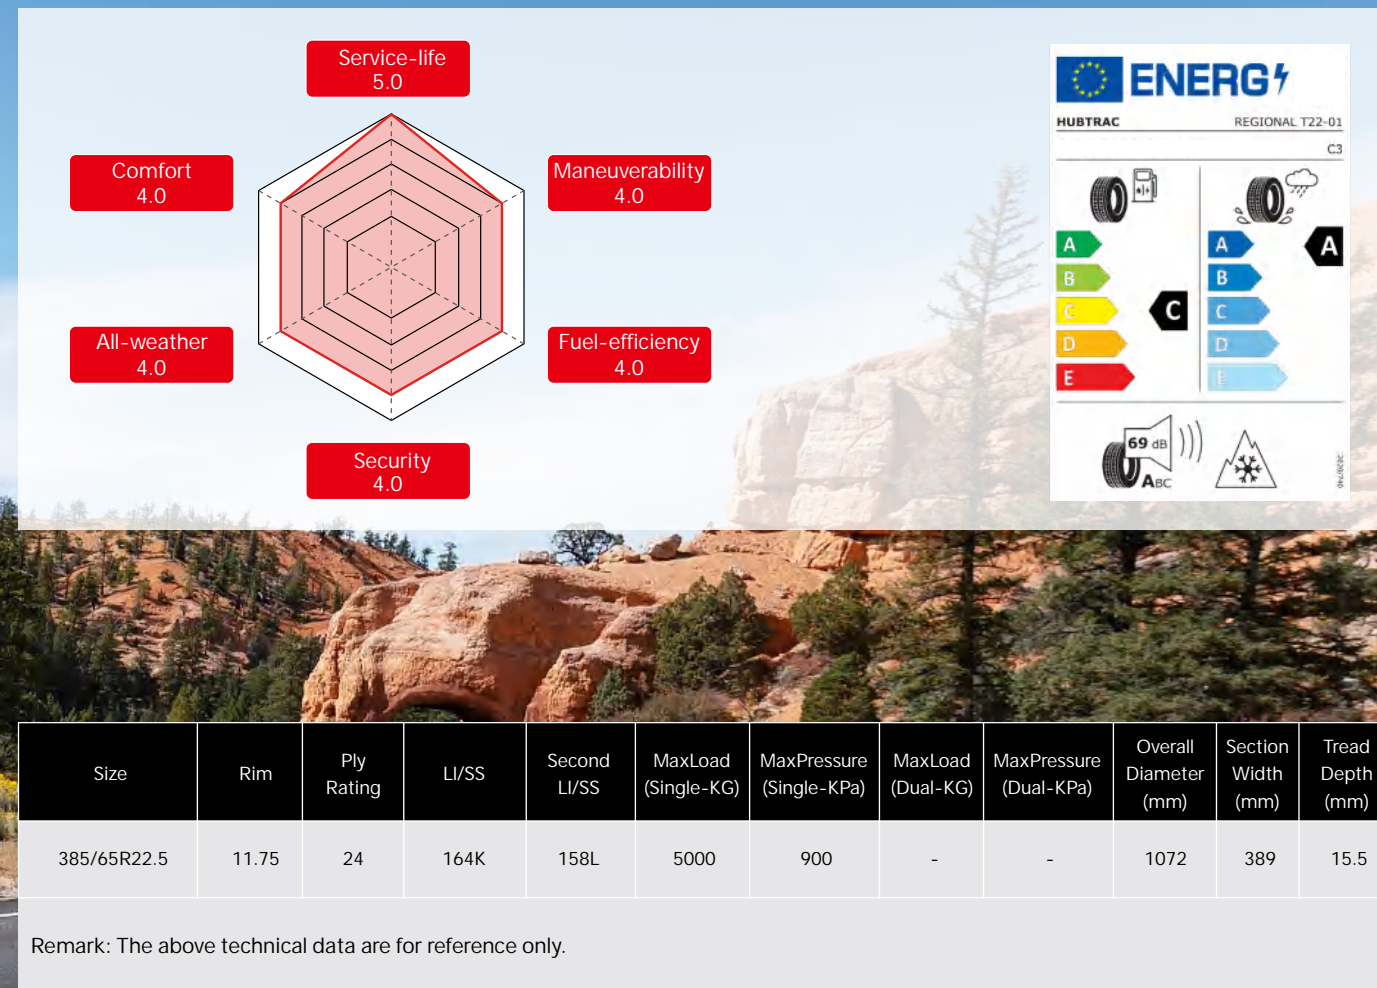 Service-life
5.0
Comfort
4.0
Maneuverability
4.0
All-weather
4.0
Fuel-efficiency
4.0
Security
4.0
ENERG
HUBTRAC REGIONAL T22-01
C3
A A A
B B
C C C
D D
E E
69 dB
ABC
2020/740
Size Rim Ply Rating LI/SS Second LI/SS MaxLoad (Single-KG) MaxPressure (Single-KPa) MaxLoad (Dual-KG) MaxPressure (Dual-KPa) Overall Diameter (mm) Section Width (mm) Tread Depth (mm)
385/65R22.5 11.75 24 164K 158L 5000 900 - - 1072 389 15.5
Remark: The above technical data are for reference only.